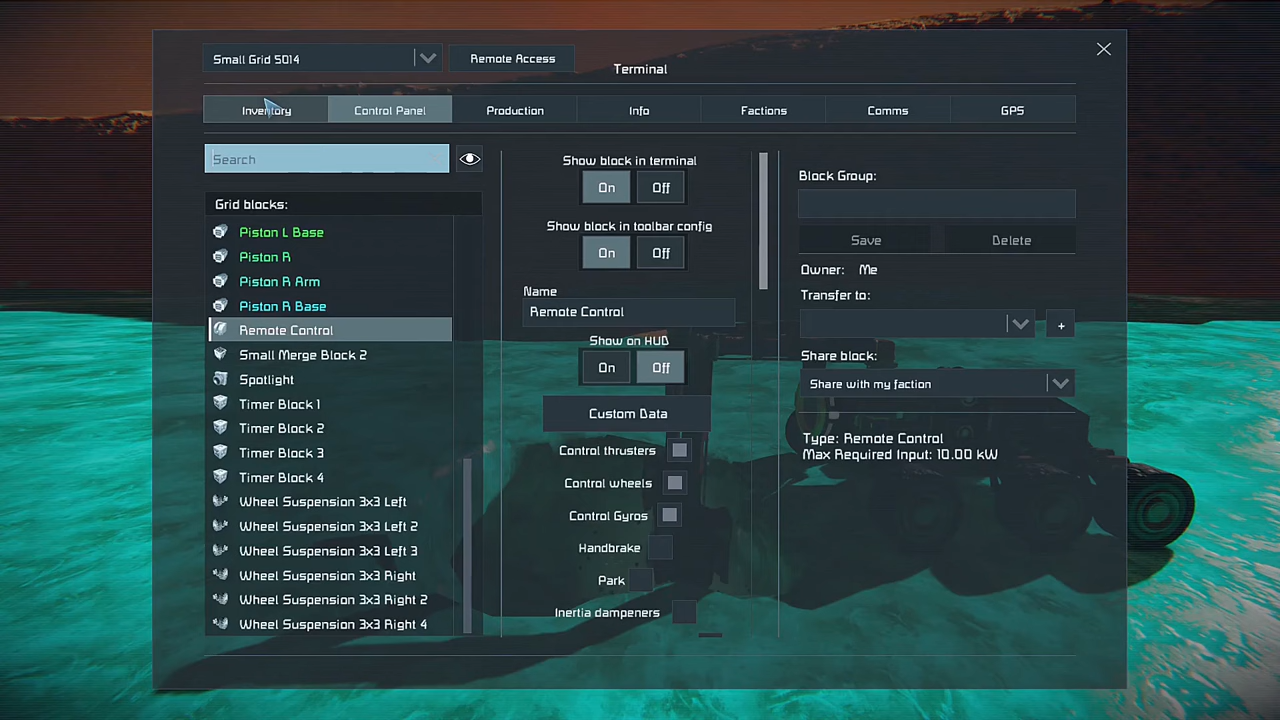 Small Grid 5014
Remote Access
Terminal
Inventory
Control Panel
Production
Info
Factions
Comms
GPS
Search
Grid blocks:
Piston L Base
Piston R
Piston R Arm
Piston R Base
Remote Control
Small Merge Block 2
Spotlight
Timer Block 1
Timer Block 2
Timer Block 3
Timer Block 4
Wheel Suspension 3x3 Left
Wheel Suspension 3x3 Left 2
Wheel Suspension 3x3 Left 3
Wheel Suspension 3x3 Right
Wheel Suspension 3x3 Right 2
Wheel Suspension 3x3 Right 4
Show block in terminal
On Off
Show block in toolbar config
On Off
Name
Remote Control
Show on HUD
On Off
Custom Data
Control thrusters
Control wheels
Control Gyros
Handbrake
Park
Inertia dampeners
Block Group:
Save
Delete
Owner: Me
Transfer to:
+
Share block:
Share with my faction
Type: Remote Control
Max Required Input: 10.00 kW